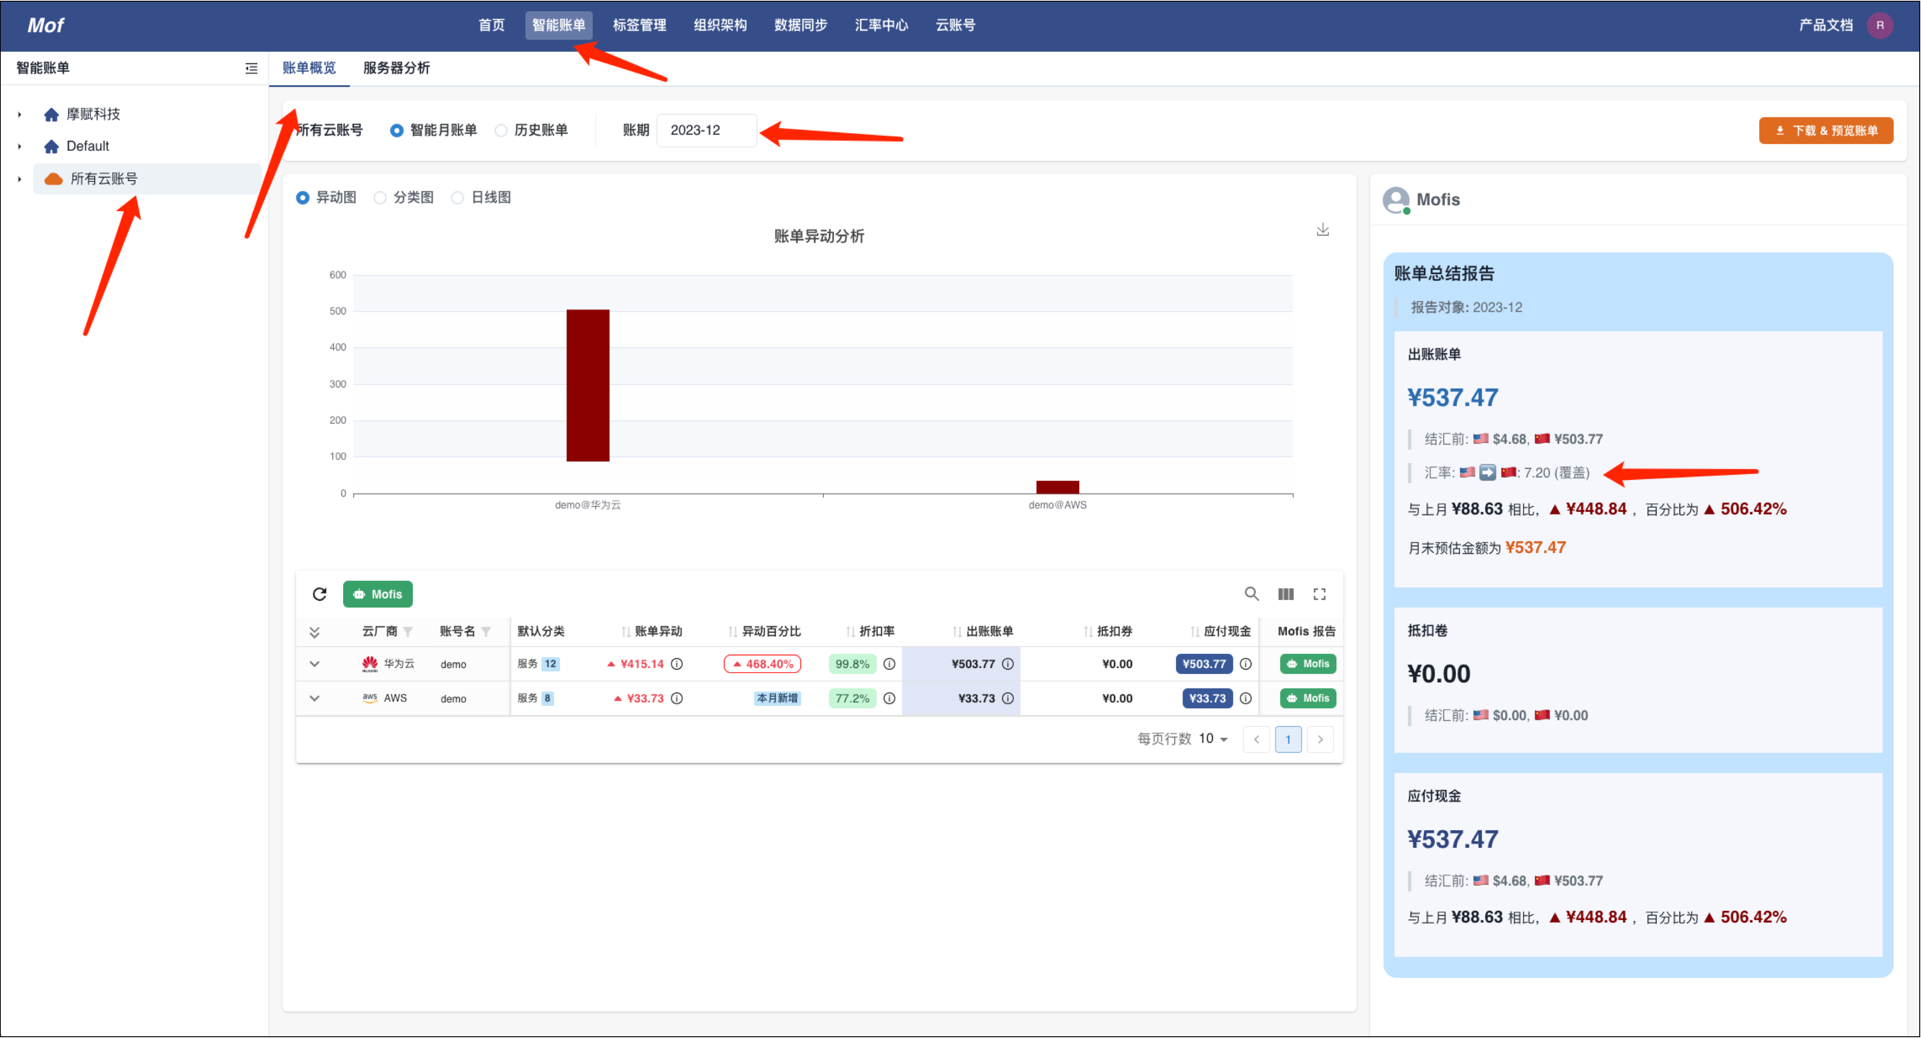 Mof
首页 智能账单 标签管理 组织架构 数据同步 汇率中心 云账号
产品文档 R
智能账单
摩赋科技
Default
所有云账号
账单概览 服务器分析
所有云账号 智能月账单 历史账单 账期 2023-12
下载 & 预览账单
异动图 分类图 日线图
账单异动分析
600
500
400
300
200
100
0
demo@华为云 demo@AWS
Mofis
云厂商 账号名 默认分类 账单异动 异动百分比 折扣率 出账账单 抵扣券 应付现金 Mofis 报告
HUAWEI 华为云 demo 服务 12 ¥415.14 468.40% 99.8% ¥503.77 ¥0.00 ¥503.77 Mofis
aws AWS demo 服务 8 ¥33.73 本月新增 77.2% ¥33.73 ¥0.00 ¥33.73 Mofis
每页行数 10 1
Mofis
账单总结报告
报告对象: 2023-12
出账账单
¥537.47
结汇前: 🇺🇸 $4.68, 🇨🇳 ¥503.77
汇率: 🇺🇸 ➡️ 🇨🇳: 7.20 (覆盖)
与上月 ¥88.63 相比, ▲ ¥448.84 , 百分比为 ▲ 506.42%
月末预估金额为 ¥537.47
抵扣卷
¥0.00
结汇前: 🇺🇸 $0.00, 🇨🇳 ¥0.00
应付现金
¥537.47
结汇前: 🇺🇸 $4.68, 🇨🇳 ¥503.77
与上月 ¥88.63 相比, ▲ ¥448.84 , 百分比为 ▲ 506.42%